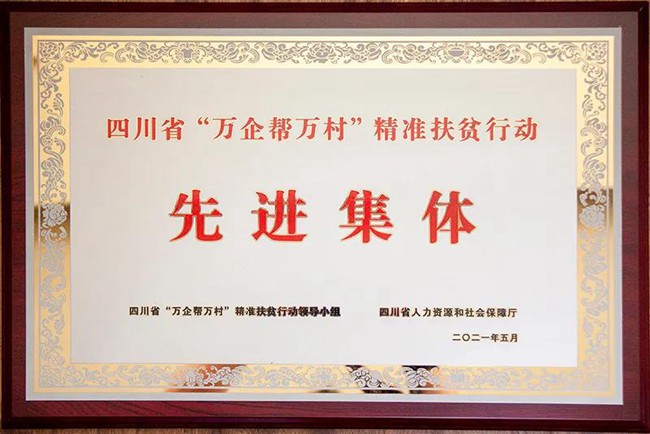 四川省“万企帮万村”精准扶贫行动
先进集体
四川省“万企帮万村”精准扶贫行动领导小组 四川省人力资源和社会保障厅
二〇二一年五月